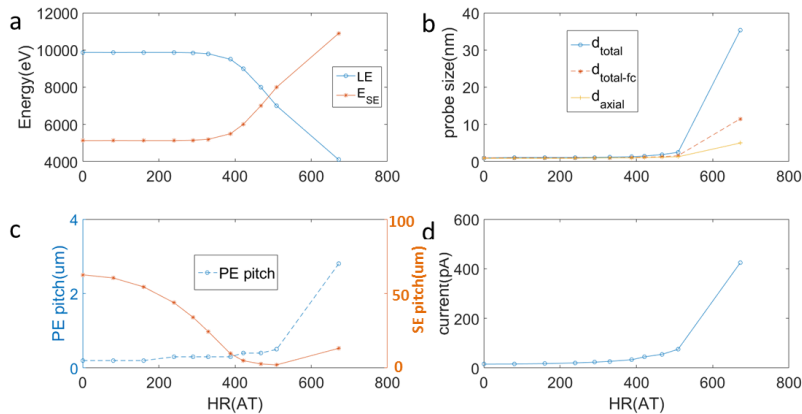 a
12000
10000
8000
6000
4000
Energy(eV)
LE
E_SE
0 200 400 600 800
b
40
30
20
10
0
probe size(nm)
d_total
d_total-fc
d_axial
0 200 400 600 800
c
4
2
0
PE pitch(um)
PE pitch
100
50
0
SE pitch(um)
0 200 400 600 800
HR(AT)
d
600
400
200
0
current(pA)
0 200 400 600 800
HR(AT)